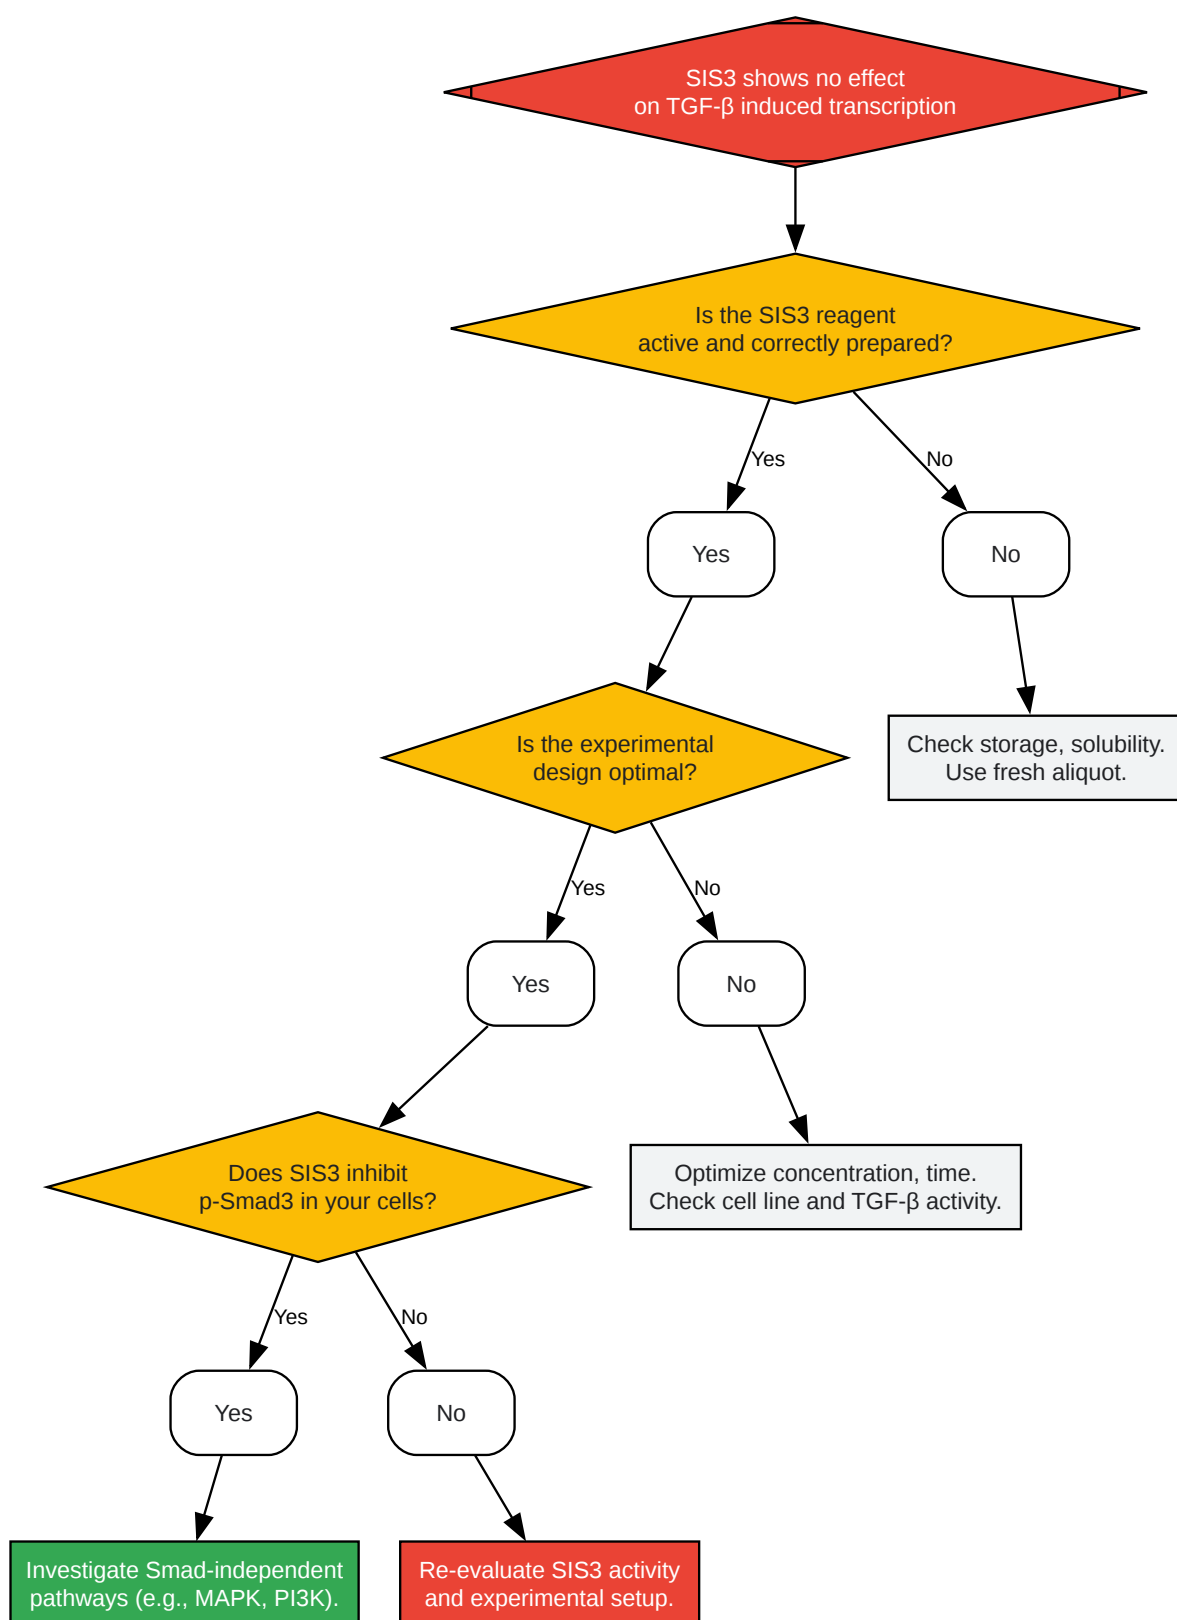 SIS3 shows no effect
on TGF-β induced transcription
Is the SIS3 reagent
active and correctly prepared?
Yes
No
Yes
No
Is the experimental
design optimal?
Check storage, solubility.
Use fresh aliquot.
Yes
No
Yes
No
Does SIS3 inhibit
p-Smad3 in your cells?
Optimize concentration, time.
Check cell line and TGF-β activity.
Yes
No
Yes
No
Investigate Smad-independent
pathways (e.g., MAPK, PI3K).
Re-evaluate SIS3 activity
and experimental setup.